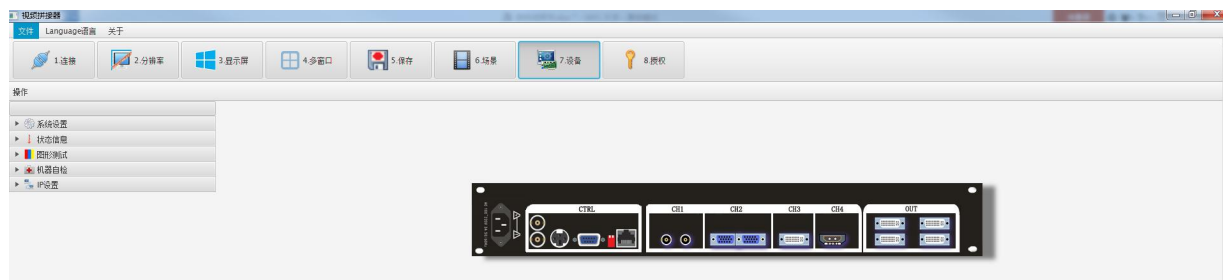 视频拼接器
文件 Language语言 关于
1.连接 2.分辨率 3.显示屏 4.多窗口 5.保存 6.场景 7.设备 8.授权
操作
系统设置
状态信息
图形测试
机器自检
IP设置
CTRL CH1 CH2 CH3 CH4 OUT